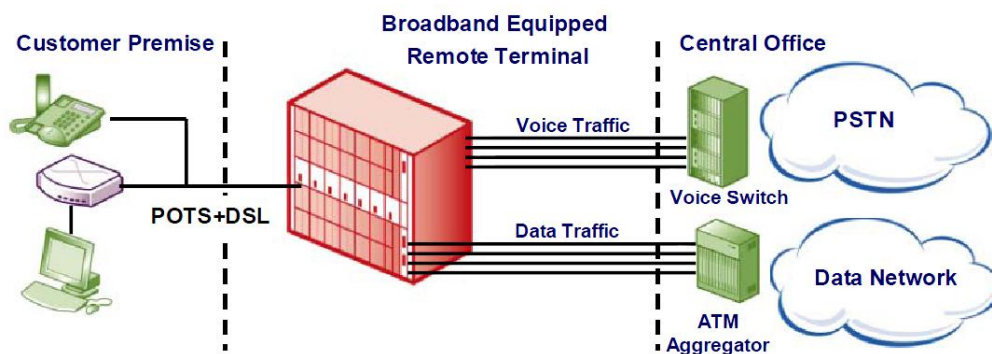 Customer Premise
Broadband Equipped
Remote Terminal
Central Office
Voice Traffic
PSTN
Voice Switch
POTS+DSL
Data Traffic
Data Network
ATM
Aggregator